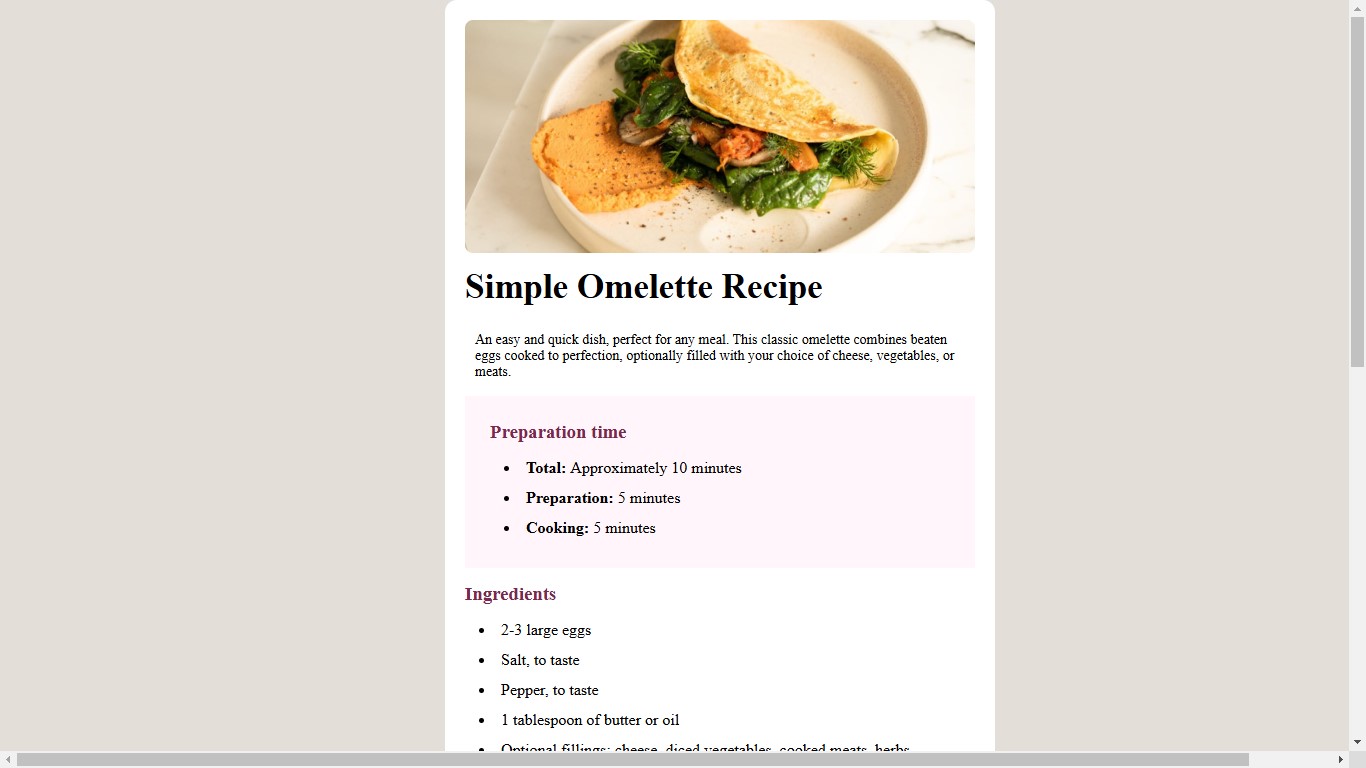 Simple Omelette Recipe
An easy and quick dish, perfect for any meal. This classic omelette combines beaten
eggs cooked to perfection, optionally filled with your choice of cheese, vegetables, or
meats.
Preparation time
Total: Approximately 10 minutes
Preparation: 5 minutes
Cooking: 5 minutes
Ingredients
2-3 large eggs
Salt, to taste
Pepper, to taste
1 tablespoon of butter or oil
Optional fillings: cheese, diced vegetables, cooked meats, herbs